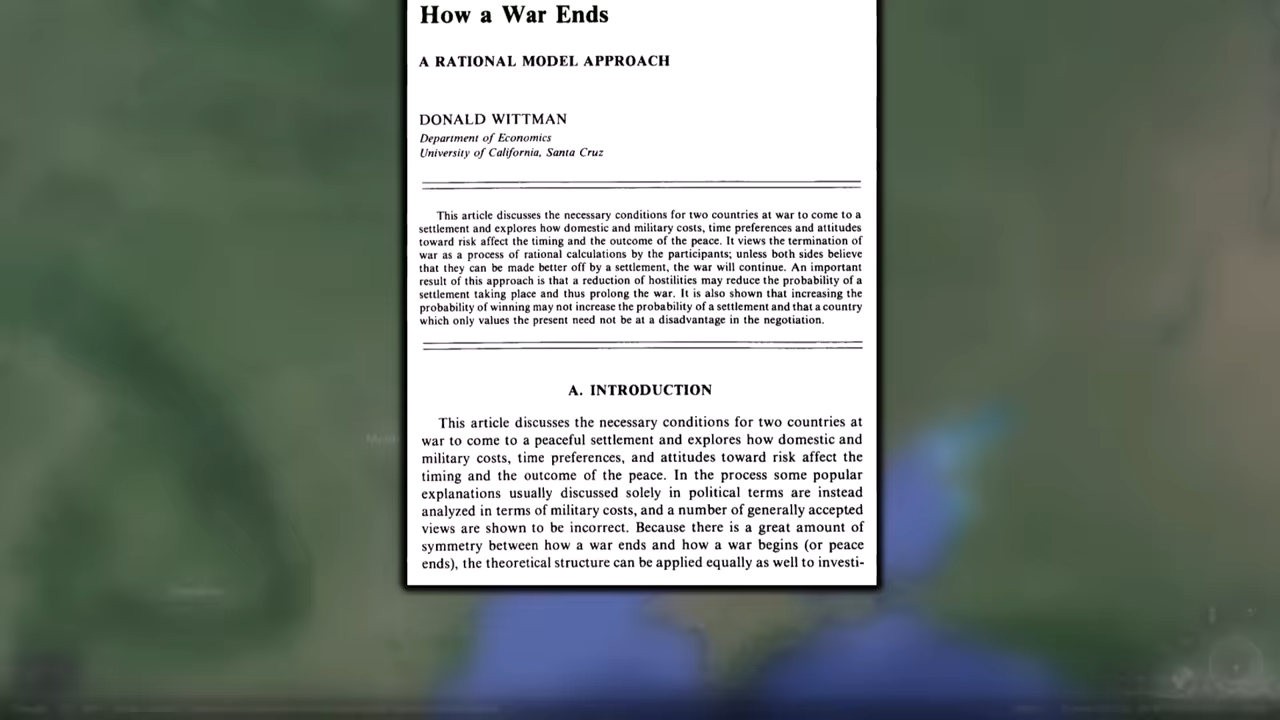 How a War Ends
A RATIONAL MODEL APPROACH
DONALD WITTMAN
Department of Economics
University of California, Santa Cruz
This article discusses the necessary conditions for two countries at war to come to a
settlement and explores how domestic and military costs, time preferences and attitudes
toward risk affect the timing and the outcome of the peace. It views the termination of
war as a process of rational calculations by the participants; unless both sides believe
that they can be made better off by a settlement, the war will continue. An important
result of this approach is that a reduction of hostilities may reduce the probability of a
settlement taking place and thus prolong the war. It is also shown that increasing the
probability of winning may not increase the probability of a settlement and that a country
which only values the present need not be at a disadvantage in the negotiation.
A. INTRODUCTION
This article discusses the necessary conditions for two countries at
war to come to a peaceful settlement and explores how domestic and
military costs, time preferences, and attitudes toward risk affect the
timing and the outcome of the peace. In the process some popular
explanations usually discussed solely in political terms are instead
analyzed in terms of military costs, and a number of generally accepted
views are shown to be incorrect. Because there is a great amount of
symmetry between how a war ends and how a war begins (or peace
ends), the theoretical structure can be applied equally as well to investi-